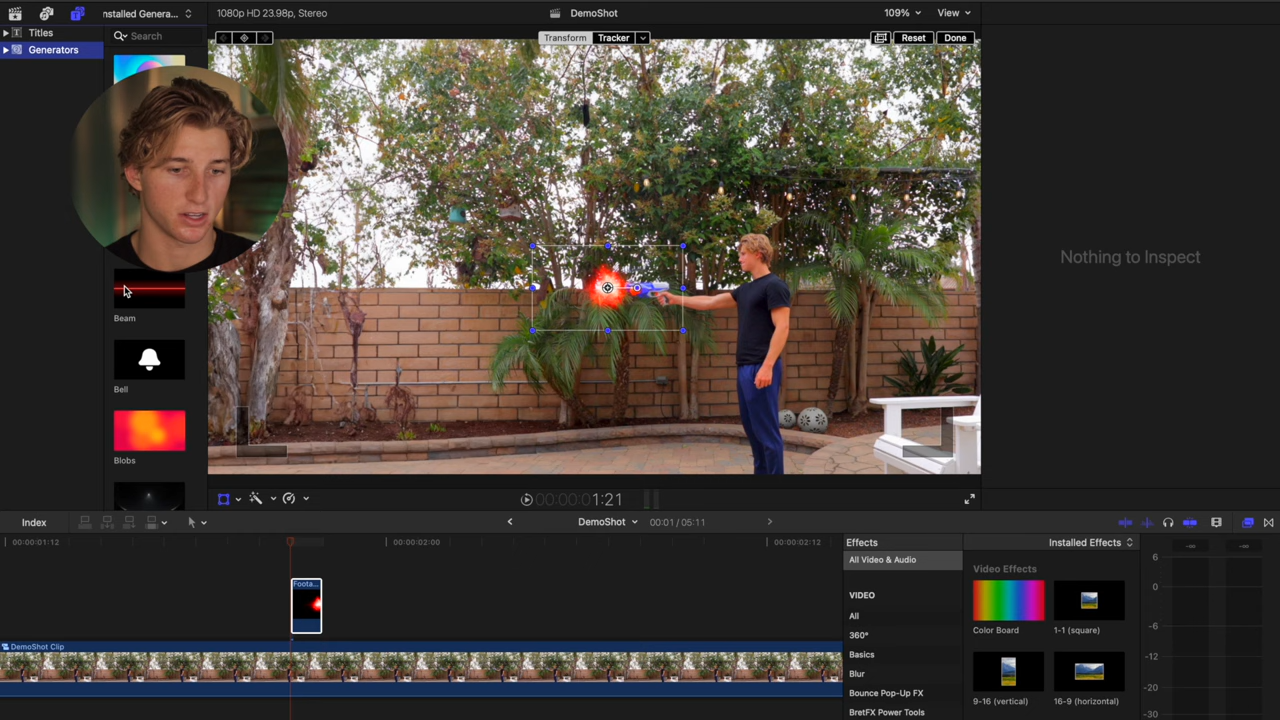 nstalled Genera...
1080p HD 23.98p, Stereo
DemoShot
109%
View
Titles
Search
Generators
Transform
Tracker
Reset
Done
Nothing to Inspect
Beam
Bell
Blobs
00:00:00:01:21
Index
DemoShot
00:01 / 05:11
00:00:01:12
00:00:02:00
00:00:02:12
Foota...
DemoShot Clip
Effects
Installed Effects
All Video & Audio
Video Effects
VIDEO
All
360°
Basics
Blur
Bounce Pop-Up FX
BretFX Power Tools
Color Board
1-1 (square)
9-16 (vertical)
16-9 (horizontal)
-∞
-∞
6
0
-6
-12
-20
-30